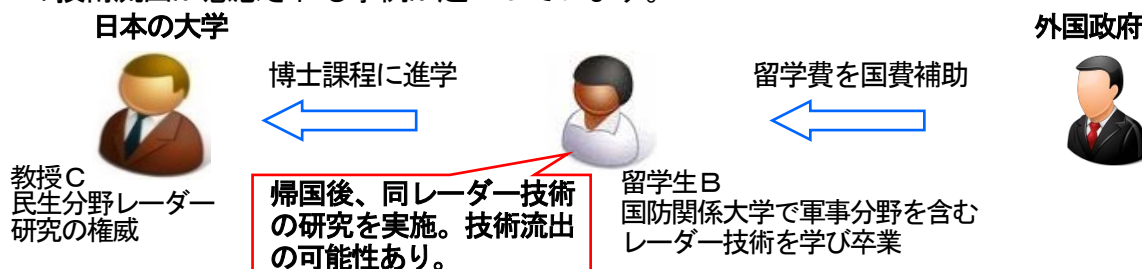 日本の大学
外国政府
博士課程に進学
留学費を国費補助
教授C
民生分野レーダー
研究の権威
帰国後、同レーダー技術
の研究を実施。技術流出
の可能性あり。
留学生B
国防関係大学で軍事分野を含む
レーダー技術を学び卒業